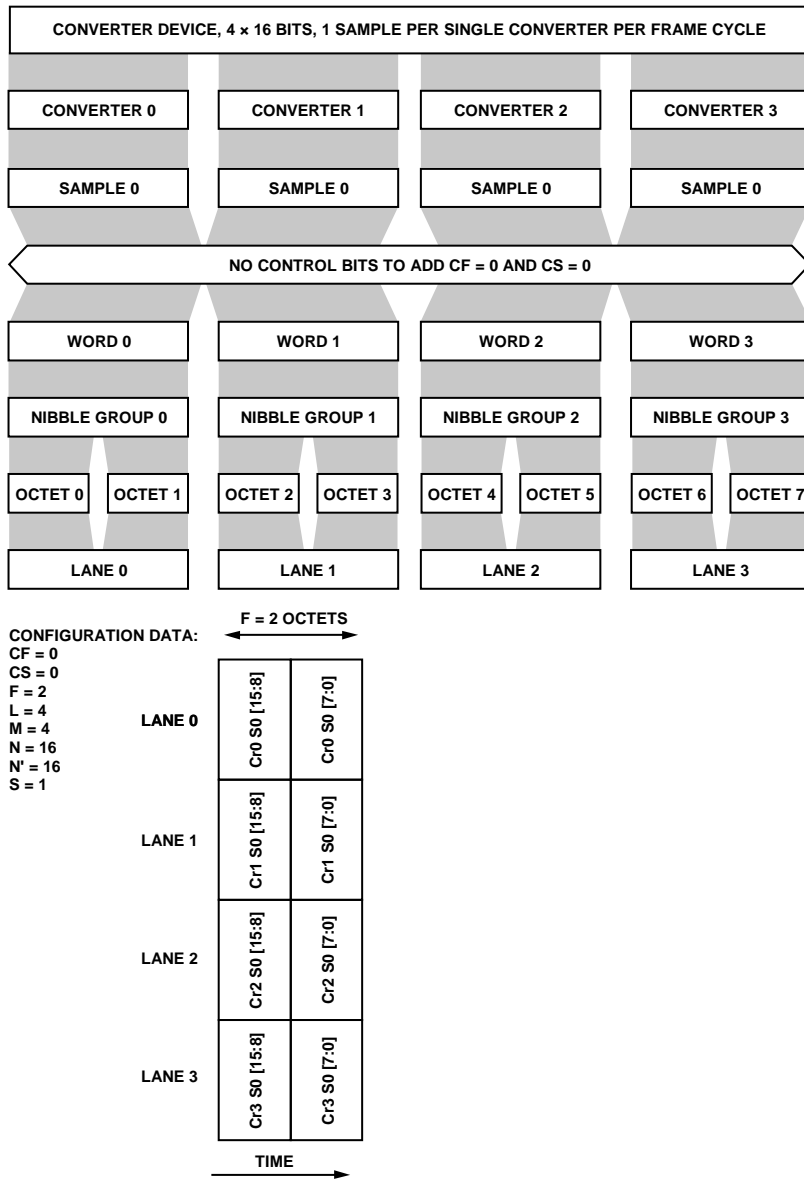 CONVERTER DEVICE, 4 × 16 BITS, 1 SAMPLE PER SINGLE CONVERTER PER FRAME CYCLE
CONVERTER 0 CONVERTER 1 CONVERTER 2 CONVERTER 3
SAMPLE 0 SAMPLE 0 SAMPLE 0 SAMPLE 0
NO CONTROL BITS TO ADD CF = 0 AND CS = 0
WORD 0 WORD 1 WORD 2 WORD 3
NIBBLE GROUP 0 NIBBLE GROUP 1 NIBBLE GROUP 2 NIBBLE GROUP 3
OCTET 0 OCTET 1 OCTET 2 OCTET 3 OCTET 4 OCTET 5 OCTET 6 OCTET 7
LANE 0 LANE 1 LANE 2 LANE 3
CONFIGURATION DATA:
CF = 0
CS = 0
F = 2
L = 4
M = 4
N = 16
N' = 16
S = 1
F = 2 OCTETS
LANE 0 Cr0 S0 [15:8] Cr0 S0 [7:0]
LANE 1 Cr1 S0 [15:8] Cr1 S0 [7:0]
LANE 2 Cr2 S0 [15:8] Cr2 S0 [7:0]
LANE 3 Cr3 S0 [15:8] Cr3 S0 [7:0]
TIME